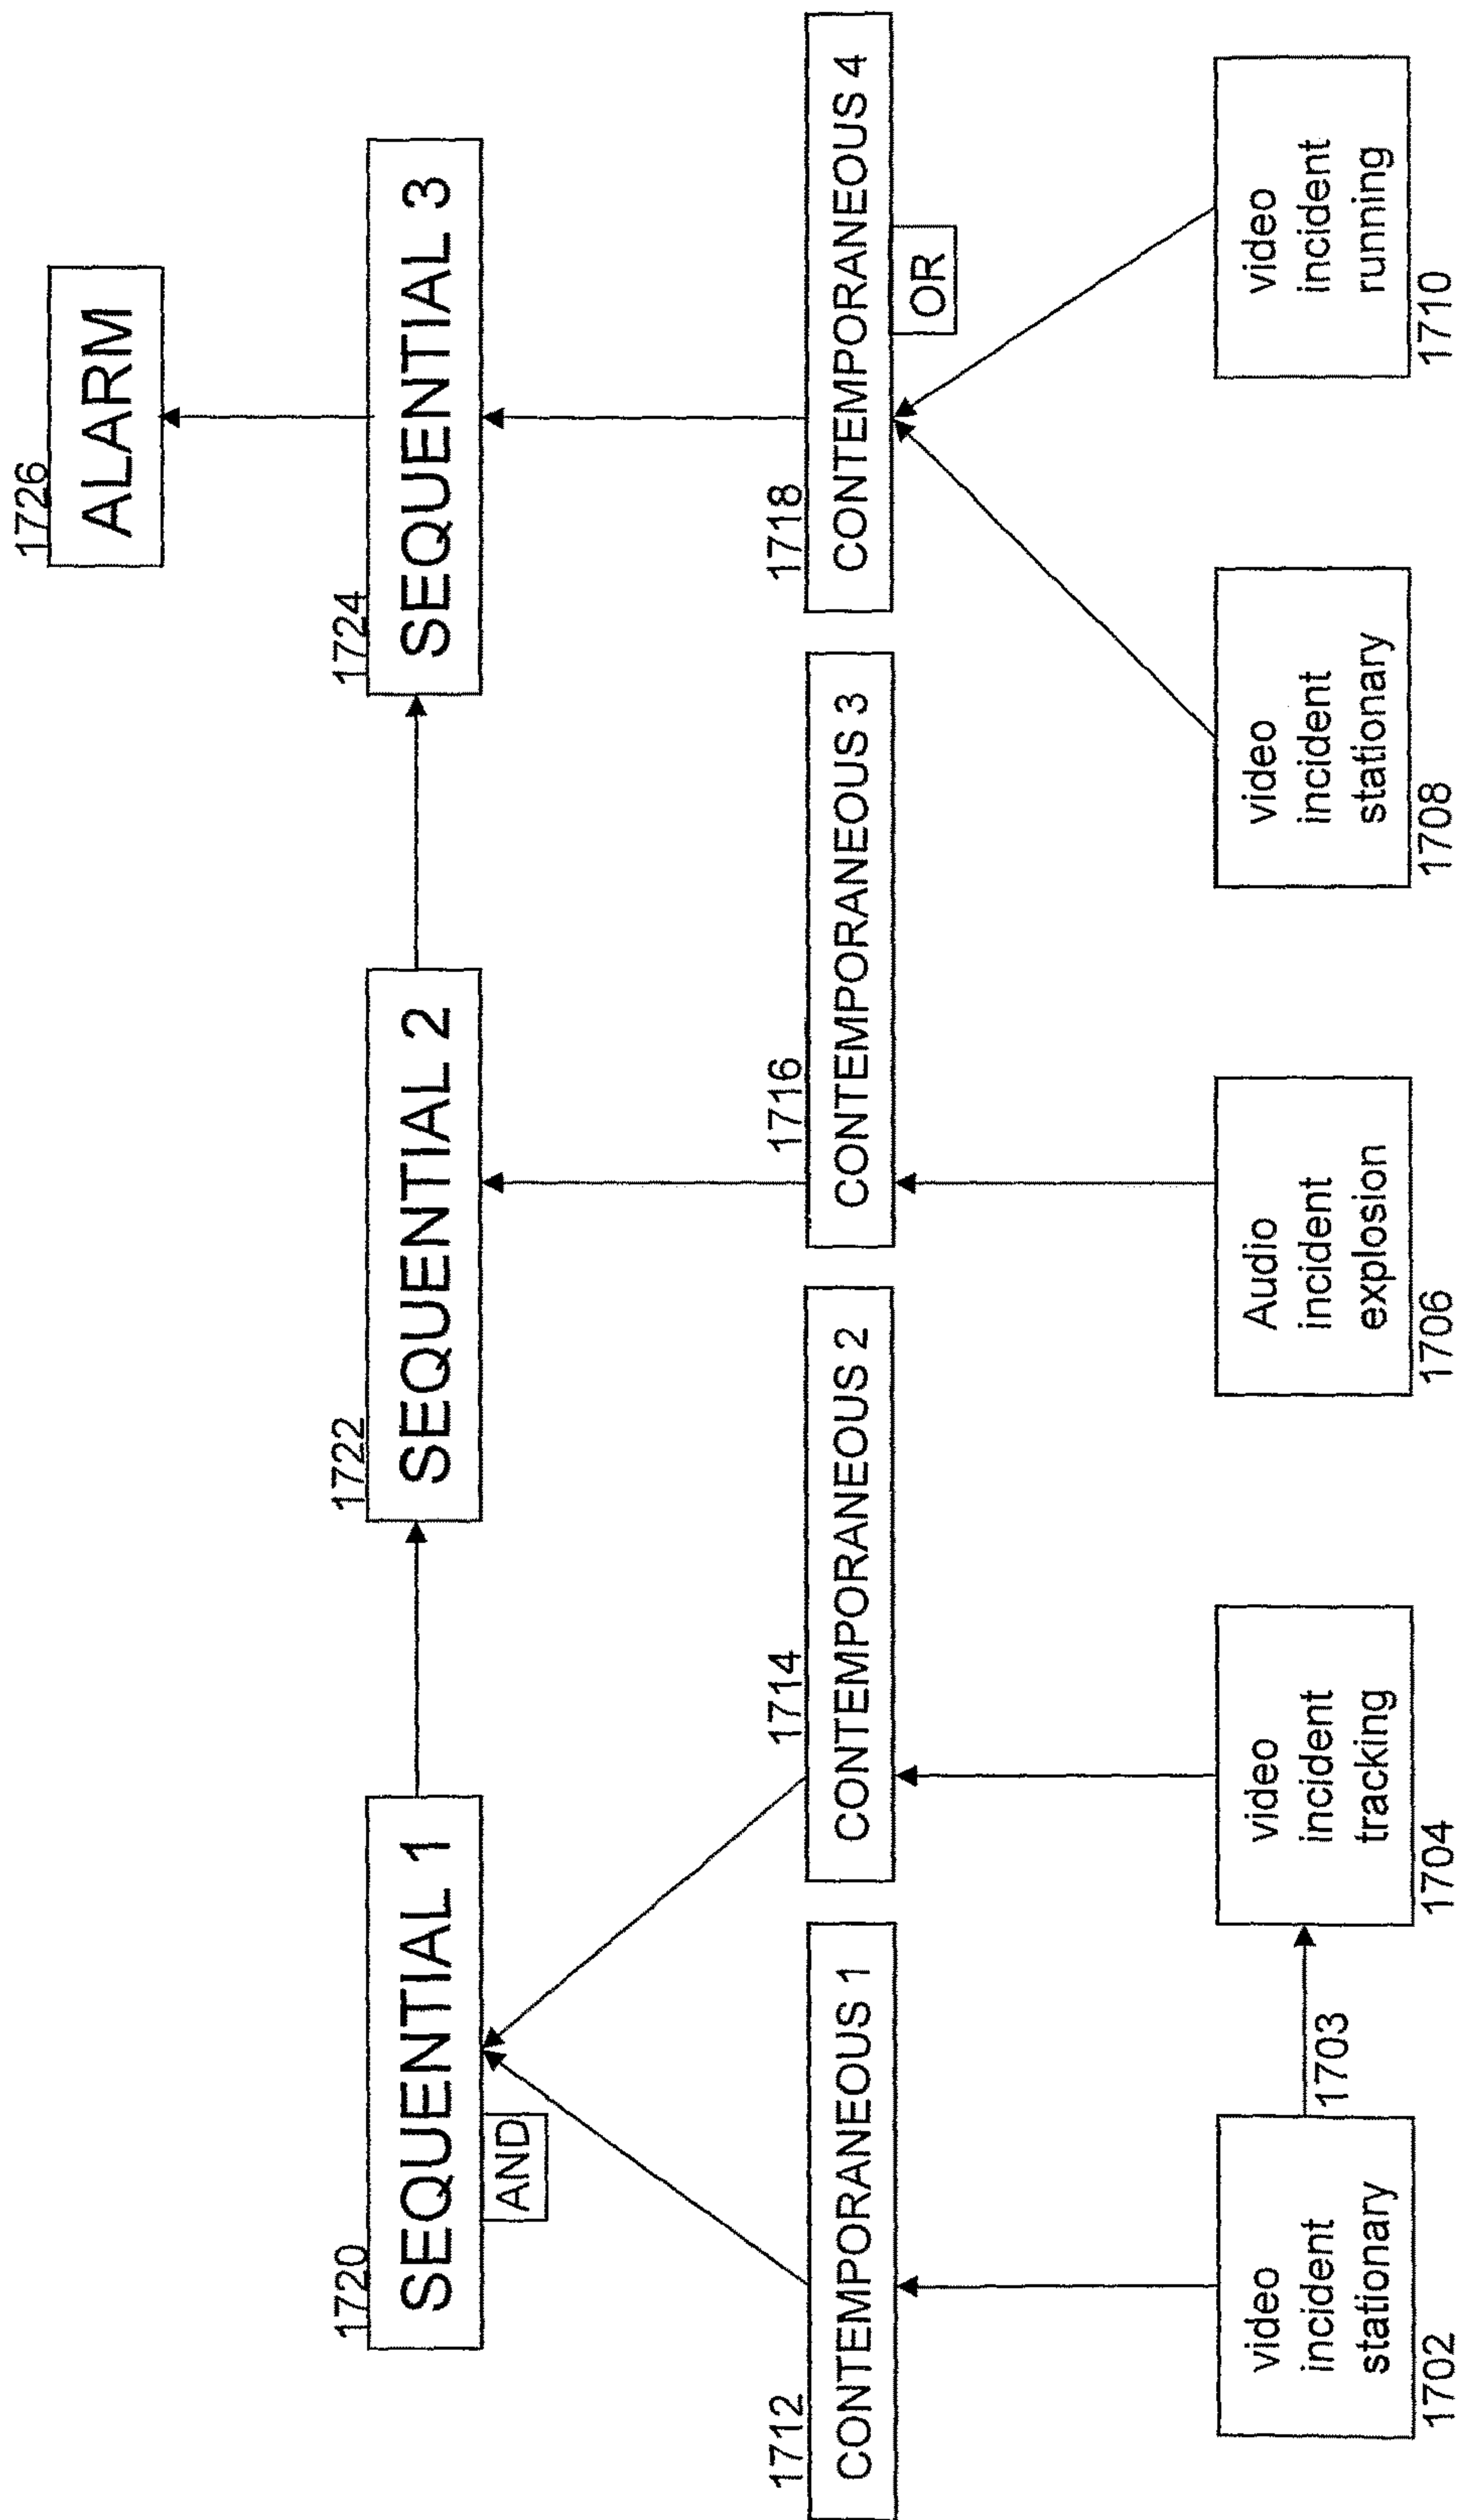 1726
ALARM
1720
SEQUENTIAL 1
AND
1722
SEQUENTIAL 2
1724
SEQUENTIAL 3
1712
CONTEMPORANEOUS 1
1714
CONTEMPORANEOUS 2
1716
CONTEMPORANEOUS 3
1718
CONTEMPORANEOUS 4
OR
video
incident
stationary
1702
1703
video
incident
tracking
1704
Audio
incident
explosion
1706
video
incident
stationary
1708
video
incident
running
1710